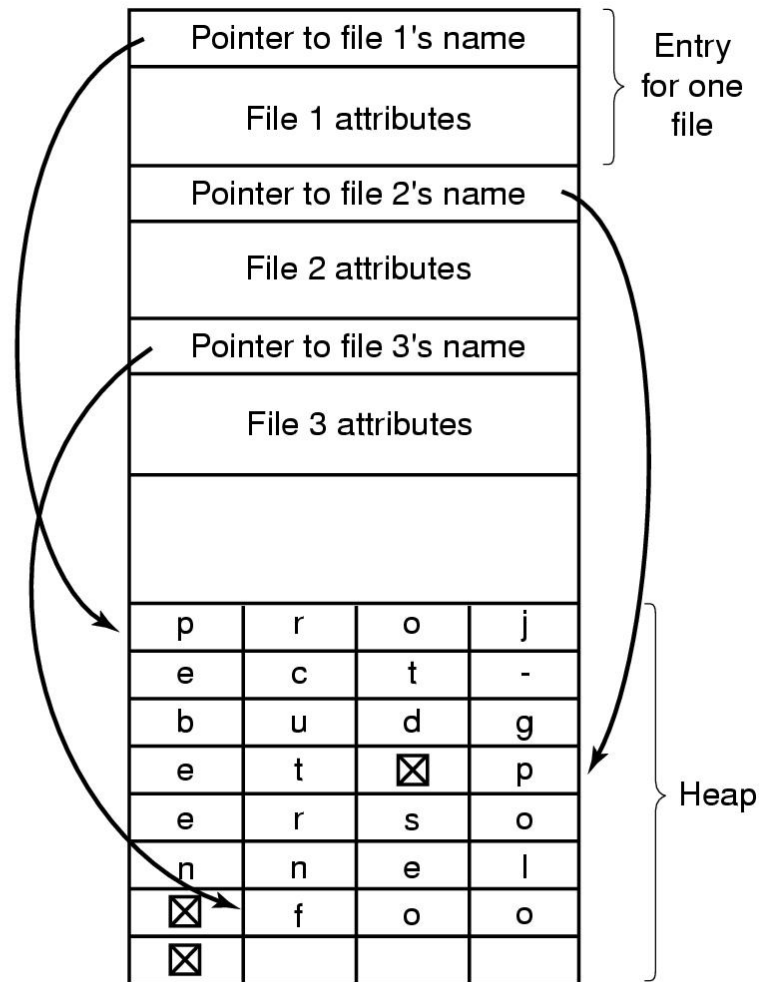 Pointer to file 1's name
Entry
for one
file
File 1 attributes
Pointer to file 2's name
File 2 attributes
Pointer to file 3's name
File 3 attributes
p r o j
e c t -
b u d g
e t ☒ p
e r s o
n n e l
☒ f o o
☒
Heap